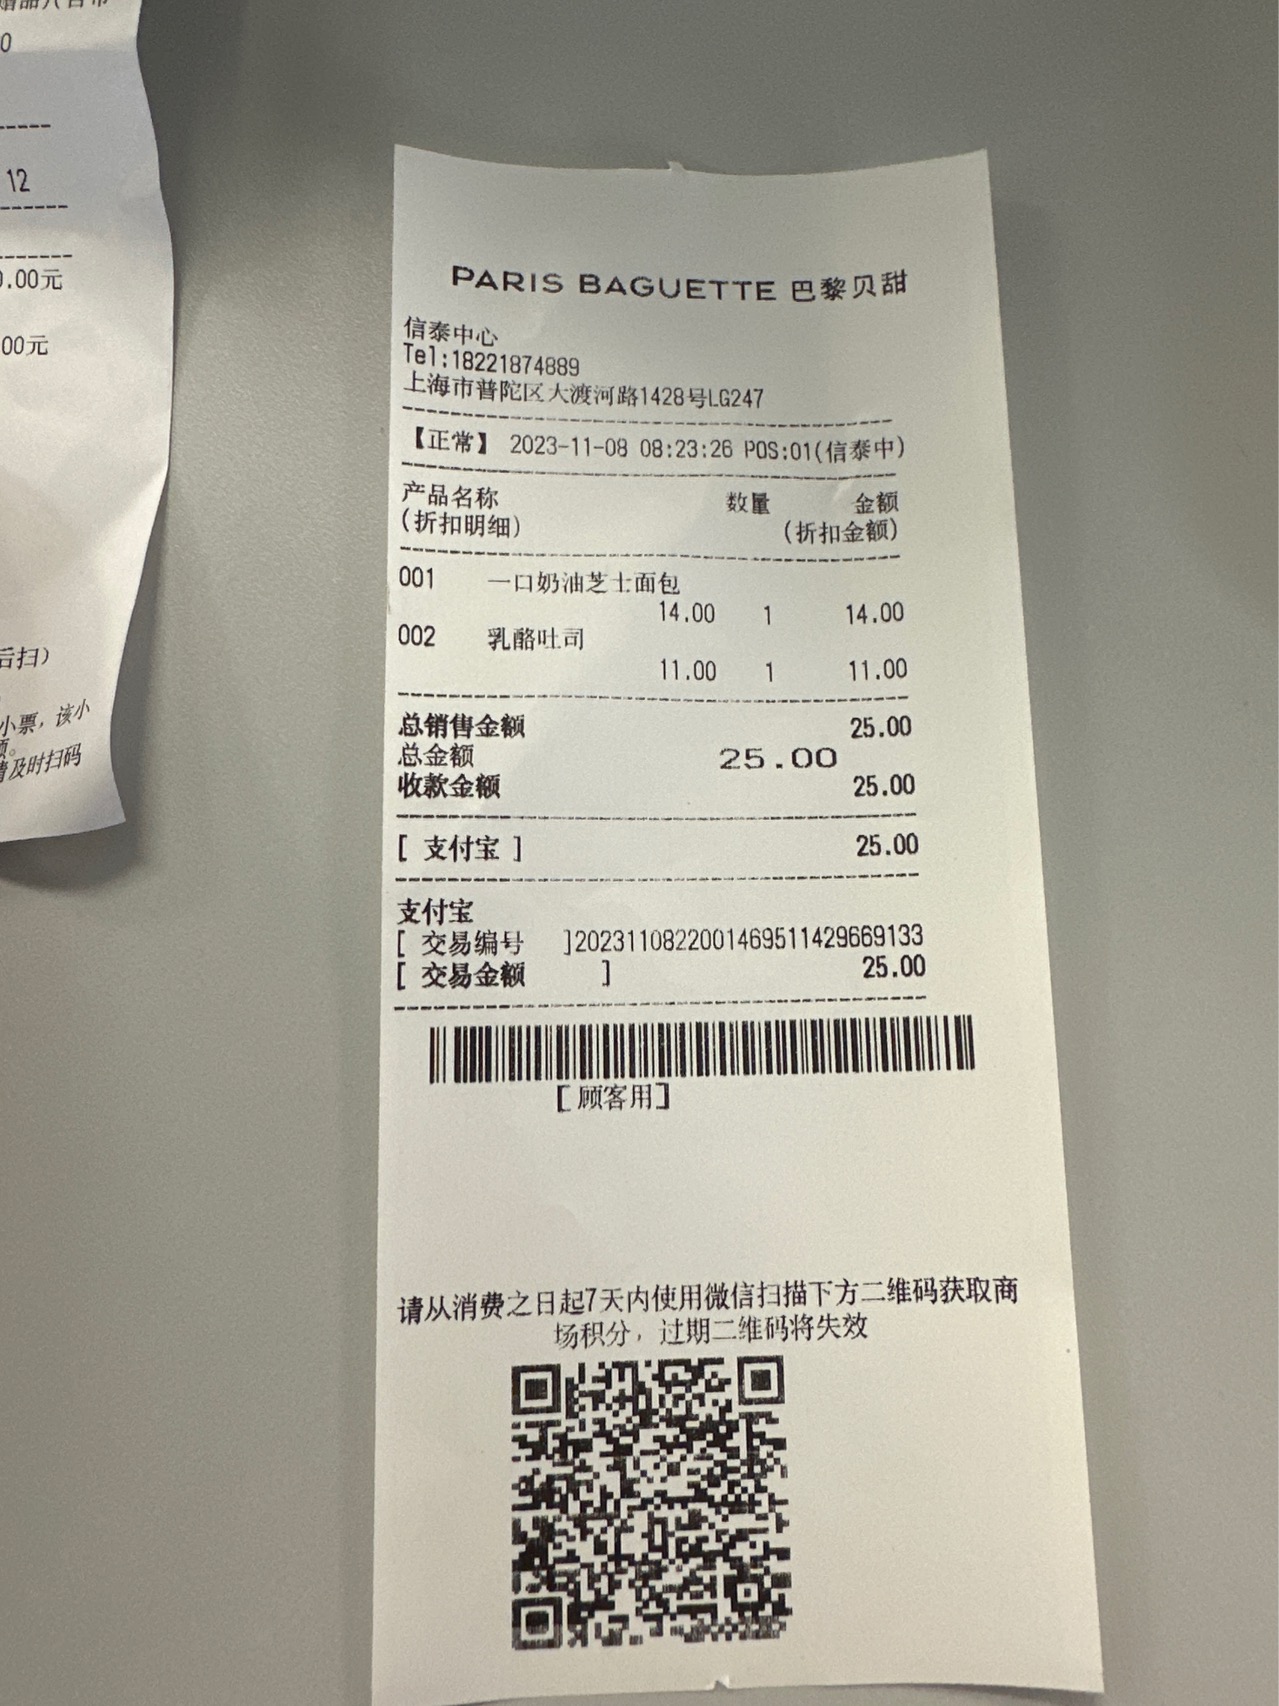 0
12
0.00元
00元
后扫）
小票，该小
请及时扫码
PARIS BAGUETTE 巴黎贝甜
信泰中心
Tel:18221874889
上海市普陀区大渡河路1428号LG247
【正常】 2023-11-08 08:23:26 POS:01(信泰中)
产品名称 数量 金额
(折扣明细) (折扣金额)
001 一口奶油芝士面包
14.00 1 14.00
002 乳酪吐司
11.00 1 11.00
总销售金额 25.00
总金额 25.00
收款金额 25.00
[ 支付宝 ] 25.00
支付宝
[ 交易编号 ]2023110822001469511429669133
[ 交易金额 ] 25.00
[ 顾客用]
请从消费之日起7天内使用微信扫描下方二维码获取商
场积分，过期二维码将失效